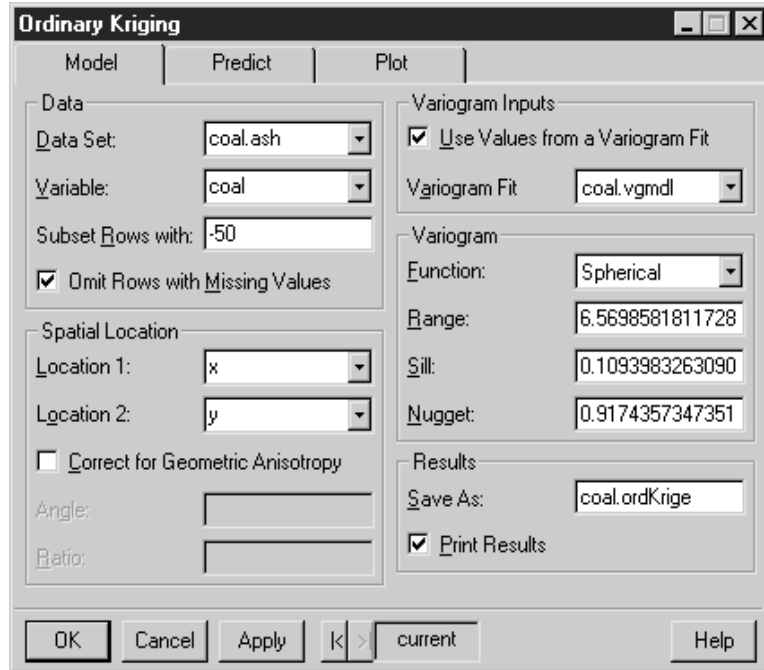 Ordinary Kriging
Model Predict Plot
Data
Data Set: coal.ash
Variable: coal
Subset Rows with: -50
Omit Rows with Missing Values
Spatial Location
Location 1: x
Location 2: y
Correct for Geometric Anisotropy
Angle:
Ratio:
Variogram Inputs
Use Values from a Variogram Fit
Variogram Fit coal.vgmdl
Variogram
Function: Spherical
Range: 6.5698581811728
Sill: 0.1093983263090
Nugget: 0.9174357347351
Results
Save As: coal.ordKrige
Print Results
OK Cancel Apply current Help